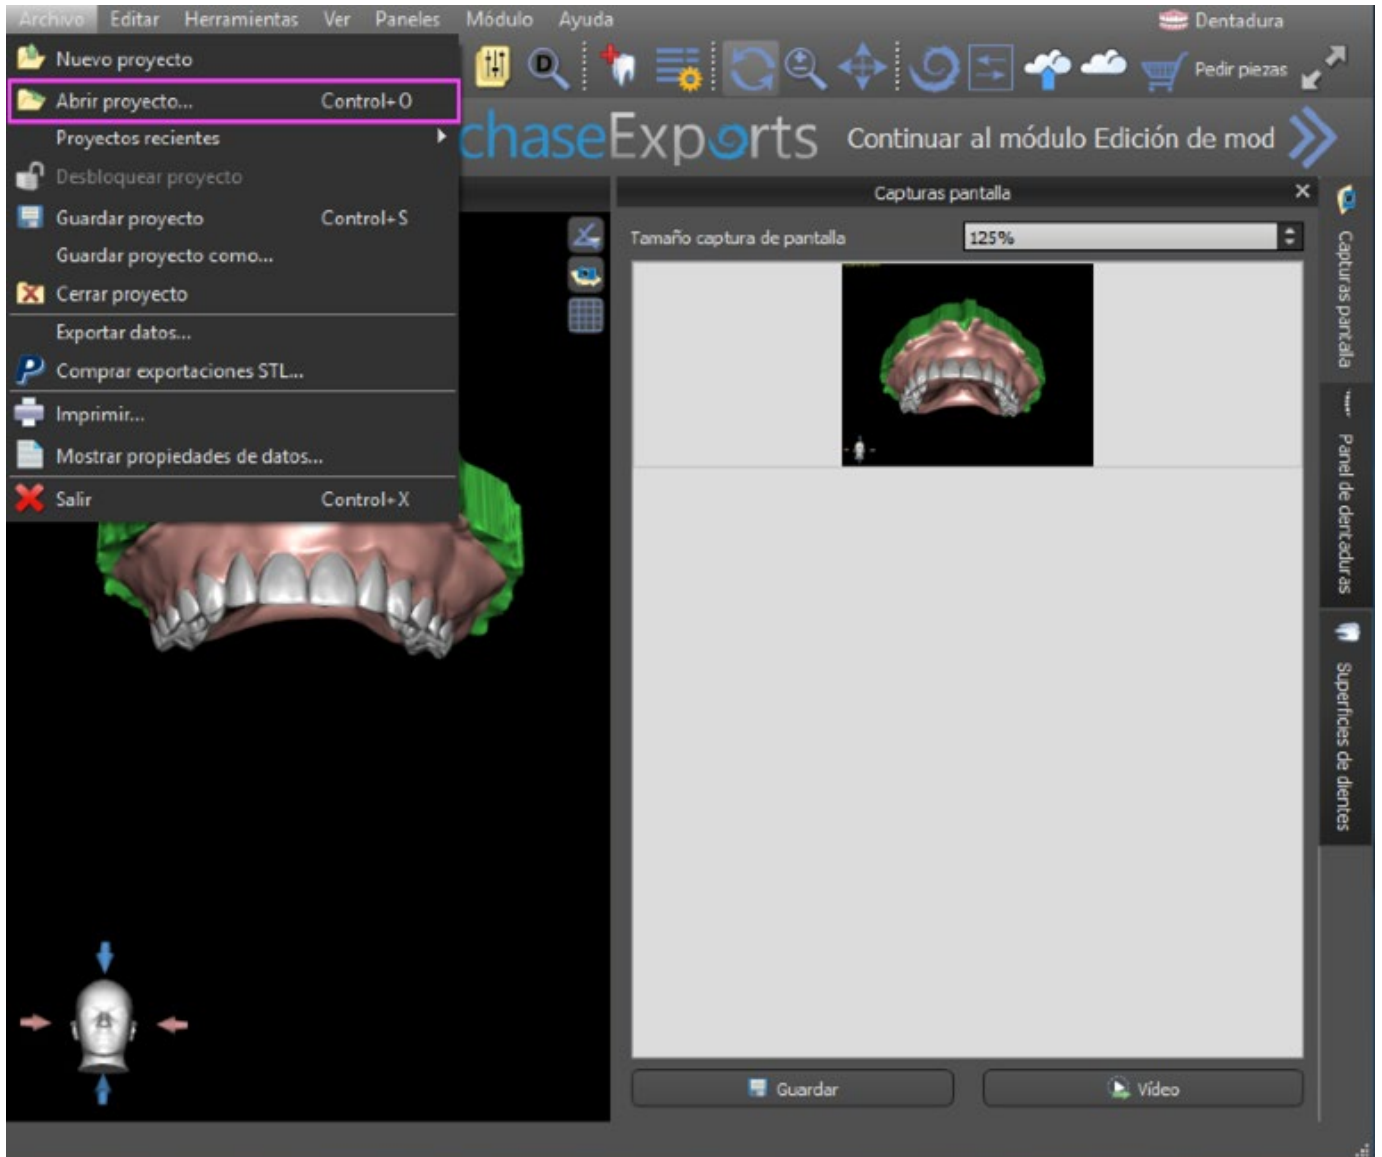 Archivo Editar Herramientas Ver Paneles Módulo Ayuda
Dentadura
Nuevo proyecto
Abrir proyecto... Control+O
Proyectos recientes
Desbloquear proyecto
Guardar proyecto Control+S
Guardar proyecto como...
Cerrar proyecto
Exportar datos...
Comprar exportaciones STL...
Imprimir...
Mostrar propiedades de datos...
Salir Control+X
D
Pedir piezas
chaseExports
Continuar al módulo Edición de mod
Capturas pantalla
Tamaño captura de pantalla 125%
Guardar
Vídeo
Capturas pantalla
Panel de dentaduras
Superficies de dientes